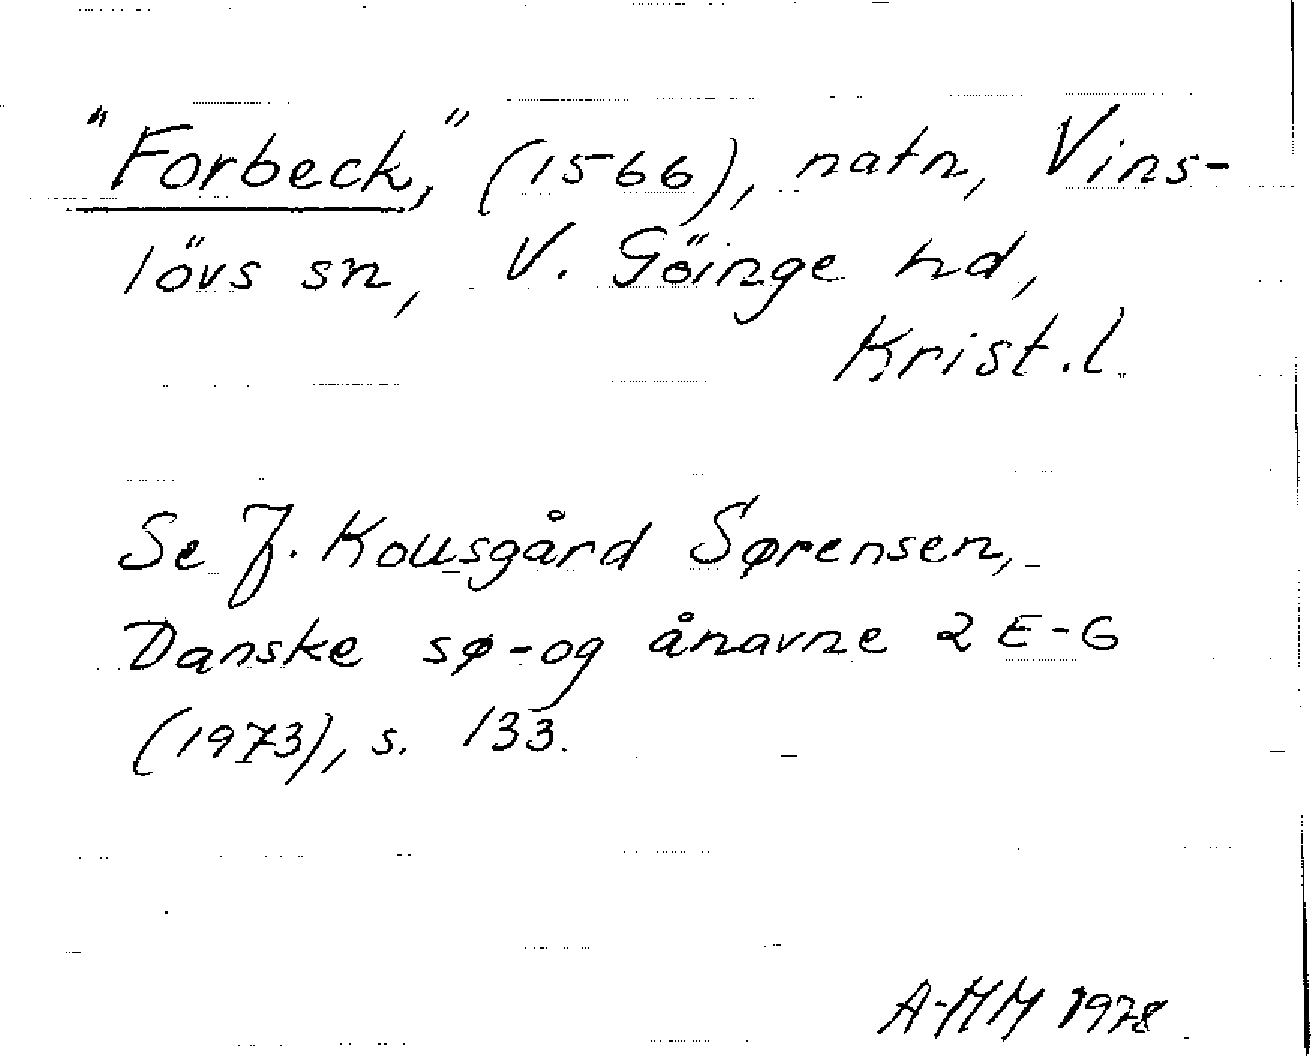 "Forbeck," (1566), natn, Vins-
lövs sn, V. Göinge hd,
Krist.l.
Se J. Kousgård Sørensen,
Danske sø-og ånavne 2 E-G
(1973), s. 133.
A-MM 1978